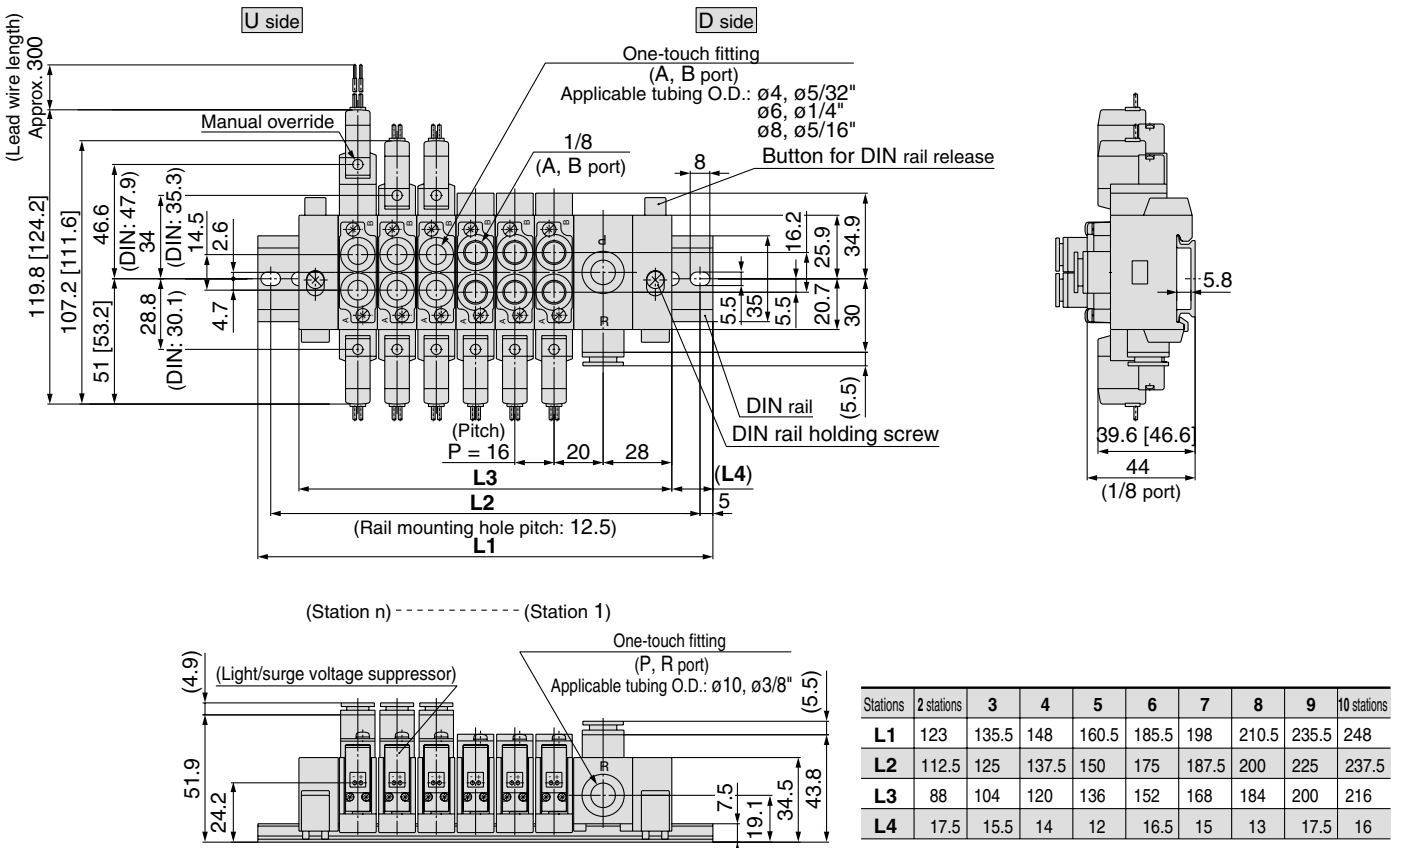 U side
D side
(Lead wire length)
Approx. 300
One-touch fitting
(A, B port)
Applicable tubing O.D.: ø4, ø5/32"
ø6, ø1/4"
ø8, ø5/16"
Manual override
1/8
(A, B port)
8
Button for DIN rail release
119.8 [124.2]
107.2 [111.6]
51 [53.2]
46.6
(DIN: 47.9)
34
(DIN: 35.3)
14.5
2.6
28.8
(DIN: 30.1)
4.7
B
B
B
B
B
B
A
A
A
A
A
A
P
R
16.2
25.9
34.9
5.5
35
5.5
20.7
30
(5.5)
5.8
DIN rail
DIN rail holding screw
(Pitch)
P = 16
20
28
L3
(L4)
L2
5
(Rail mounting hole pitch: 12.5)
L1
39.6 [46.6]
44
(1/8 port)
(Station n) - - - - - - - - - - - - (Station 1)
One-touch fitting
(P, R port)
Applicable tubing O.D.: ø10, ø3/8"
(Light/surge voltage suppressor)
(4.9)
51.9
24.2
R
(5.5)
7.5
19.1
34.5
43.8
Stations 2 stations 3 4 5 6 7 8 9 10 stations
L1 123 135.5 148 160.5 185.5 198 210.5 235.5 248
L2 112.5 125 137.5 150 175 187.5 200 225 237.5
L3 88 104 120 136 152 168 184 200 216
L4 17.5 15.5 14 12 16.5 15 13 17.5 16